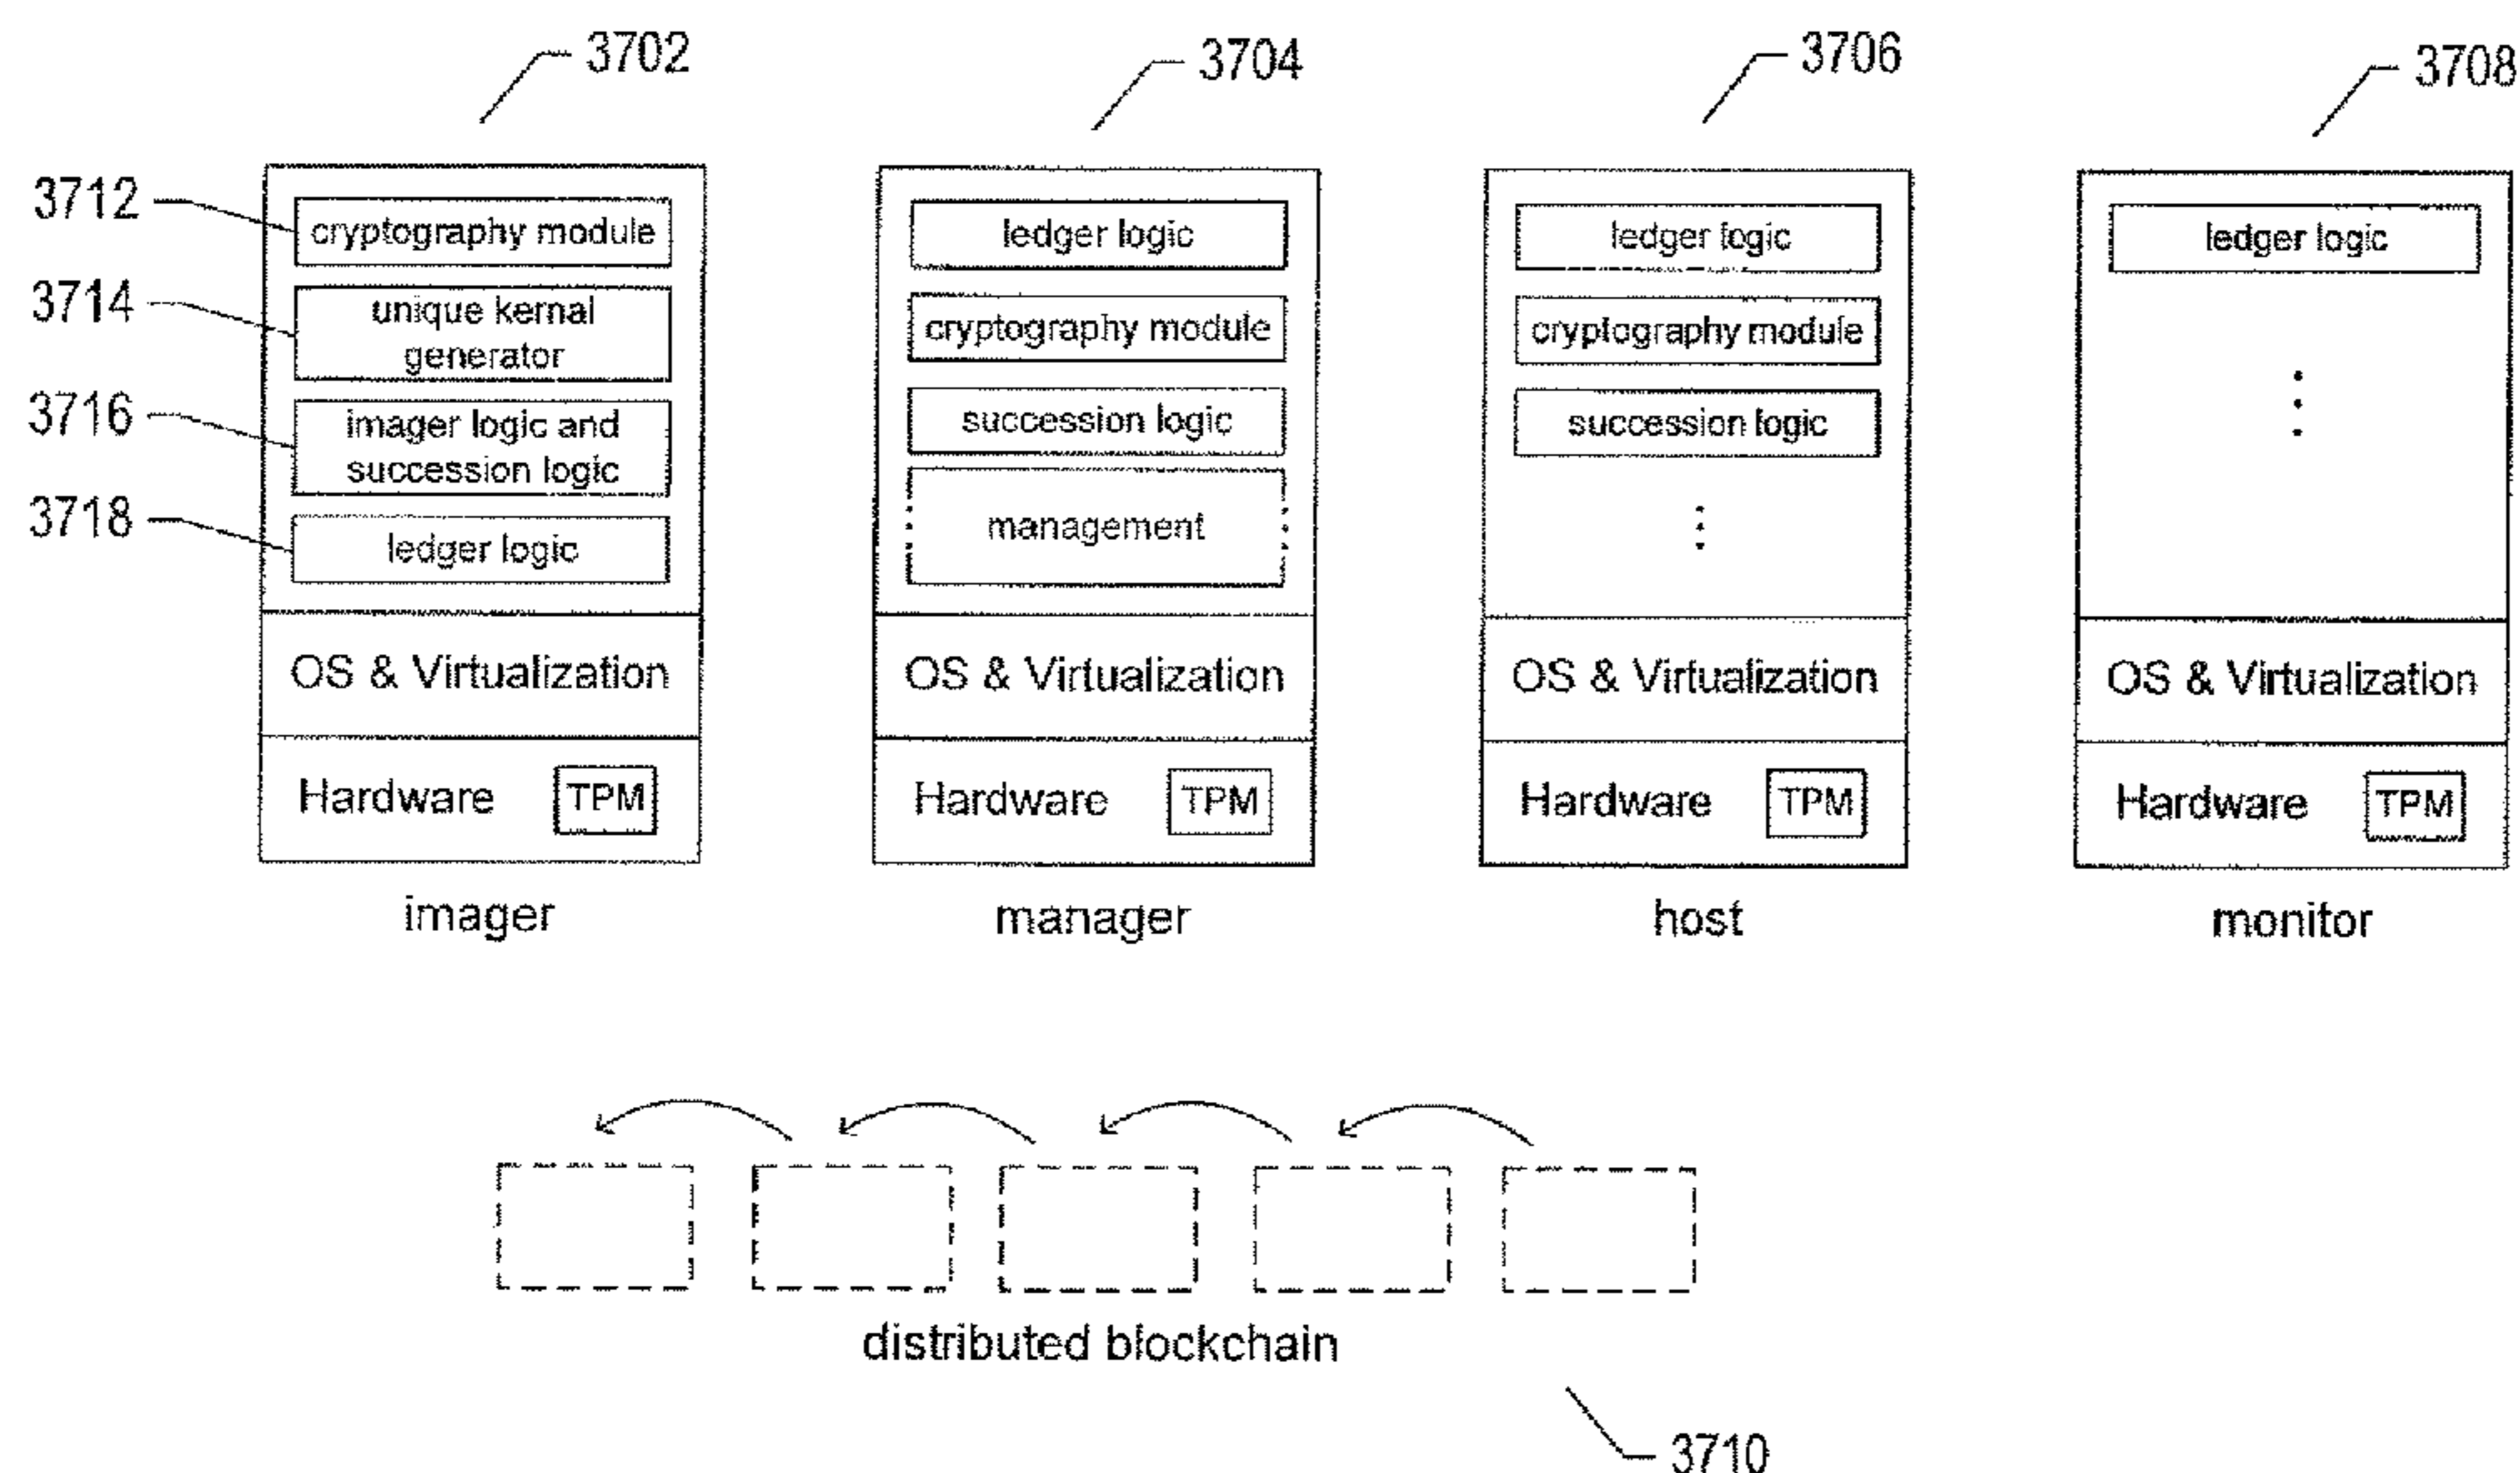 3702
3704
3706
3708
3712
cryptography module
3714
unique kernal
generator
3716
imager logic and
succession logic
3718
ledger logic
OS & Virtualization
Hardware
TPM
imager
ledger logic
cryptography module
succession logic
management
OS & Virtualization
Hardware
TPM
manager
ledger logic
cryptography module
succession logic
OS & Virtualization
Hardware
TPM
host
ledger logic
OS & Virtualization
Hardware
TPM
monitor
distributed blockchain
3710